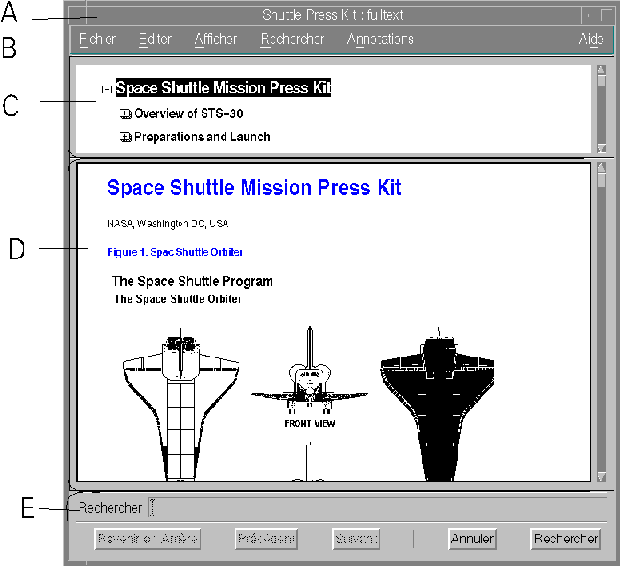 A
Shuttle Press Kit : fulltext
B
Fichier Editer Afficher Rechercher Annotations Aide
C
Space Shuttle Mission Press Kit
Overview of STS-30
Preparations and Launch
D
Space Shuttle Mission Press Kit
NASA, Washington DC, USA
Figure 1. Spac Shuttle Orbiter
The Space Shuttle Program
The Space Shuttle Orbiter
FRONT VIEW
E
Rechercher
Revenir en Arrière Précédent Suivant Annuler Rechercher